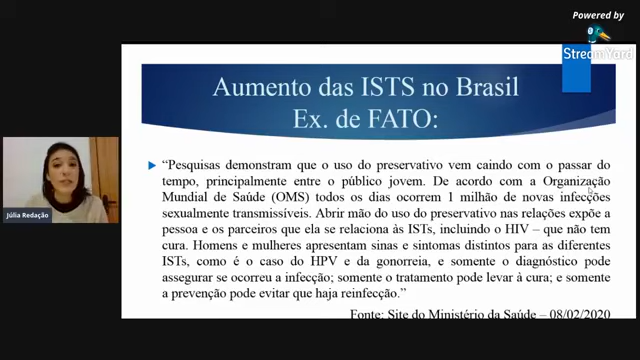 Powered by
StreamYard
Aumento das ISTS no Brasil
Ex. de FATO:
“Pesquisas demonstram que o uso do preservativo vem caindo com o passar do
tempo, principalmente entre o público jovem. De acordo com a Organização
Mundial de Saúde (OMS) todos os dias ocorrem 1 milhão de novas infecções
sexualmente transmissíveis. Abrir mão do uso do preservativo nas relações expõe a
pessoa e os parceiros que ela se relaciona às ISTs, incluindo o HIV – que não tem
cura. Homens e mulheres apresentam sinas e sintomas distintos para as diferentes
ISTs, como é o caso do HPV e da gonorreia, e somente o diagnóstico pode
assegurar se ocorreu a infecção; somente o tratamento pode levar à cura; e somente
a prevenção pode evitar que haja reinfecção.”
Fonte: Site do Ministério da Saúde – 08/02/2020
Júlia Redação